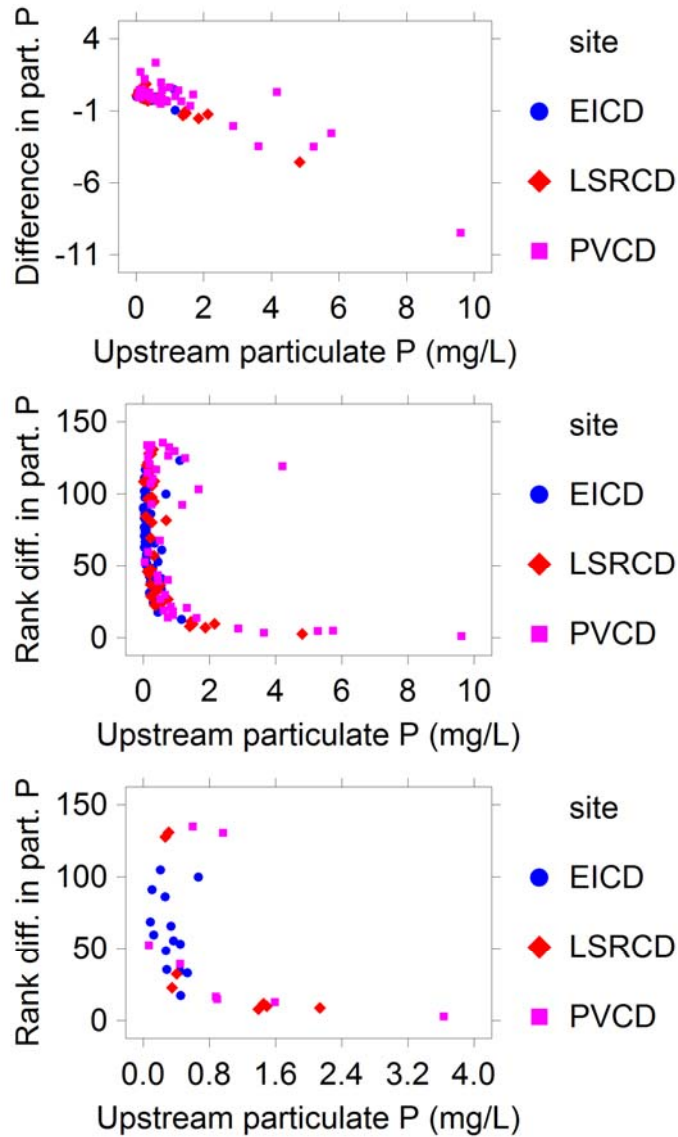 Difference in part. P
4
-1
-6
-11
0 2 4 6 8 10
Upstream particulate P (mg/L)
site
EICD
LSRCD
PVCD
Rank diff. in part. P
150
100
50
0
0 2 4 6 8 10
Upstream particulate P (mg/L)
site
EICD
LSRCD
PVCD
Rank diff. in part. P
150
100
50
0
0.0 0.8 1.6 2.4 3.2 4.0
Upstream particulate P (mg/L)
site
EICD
LSRCD
PVCD